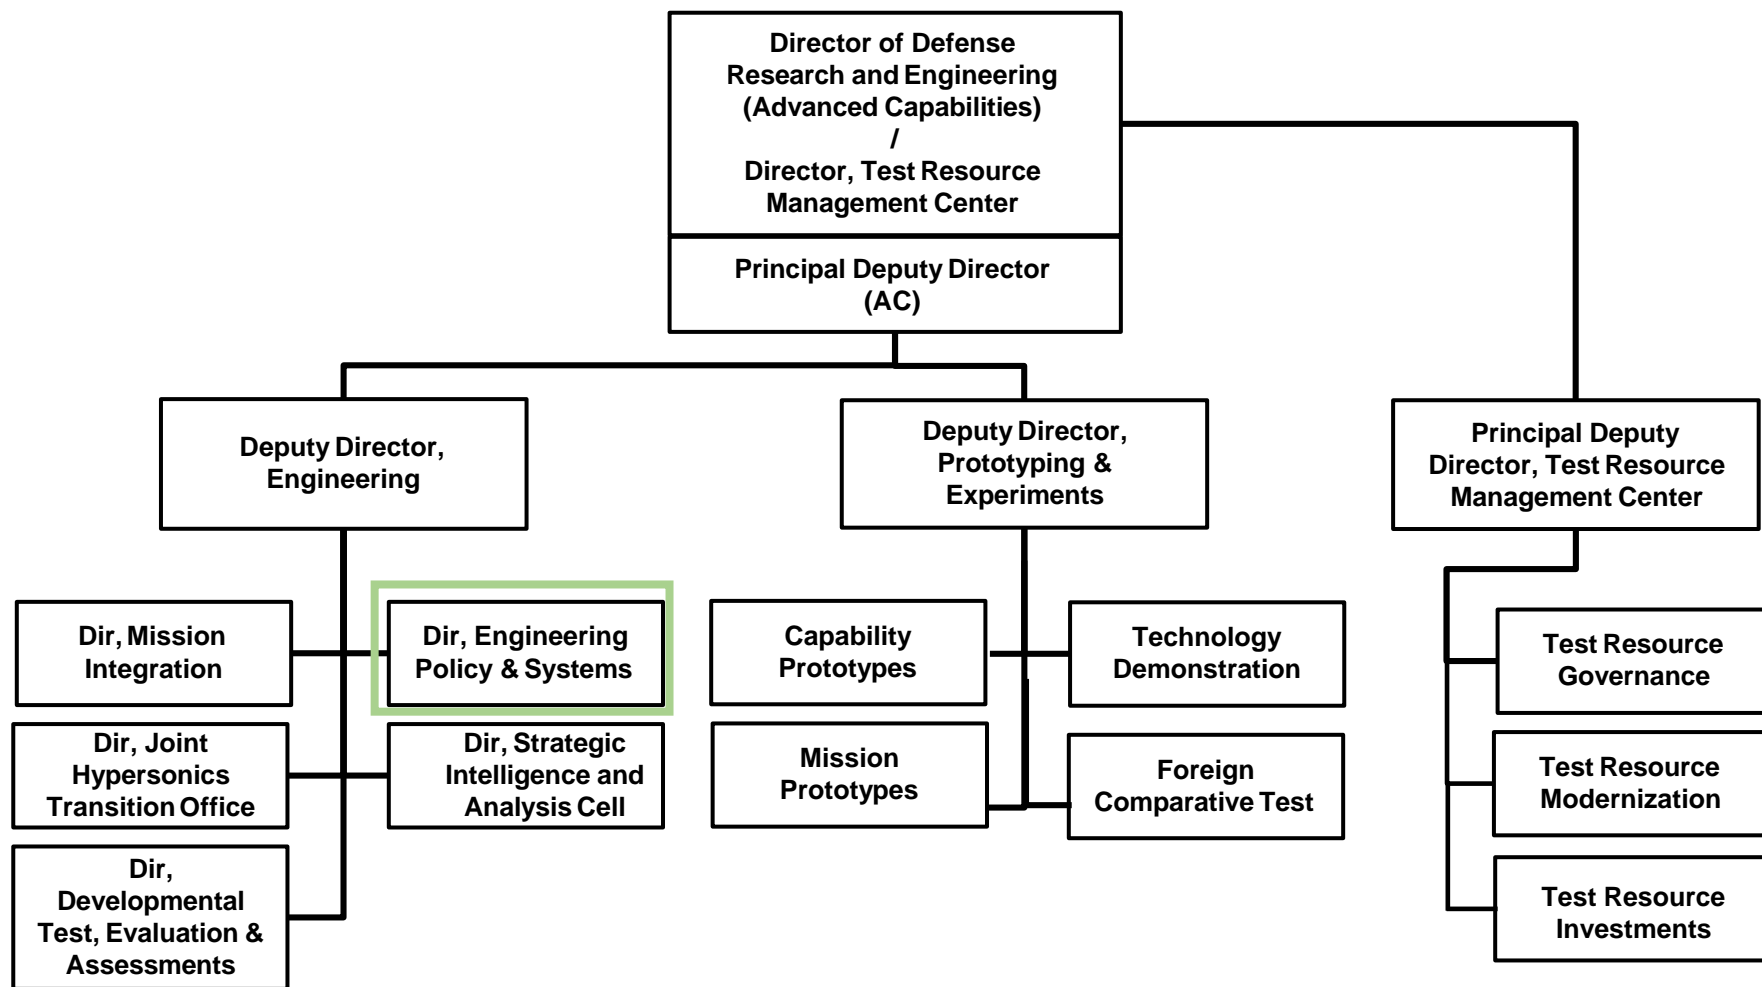 Director of Defense
Research and Engineering
(Advanced Capabilities)
/
Director, Test Resource
Management Center
Principal Deputy Director
(AC)
Deputy Director,
Engineering
Deputy Director,
Prototyping &
Experiments
Principal Deputy
Director, Test Resource
Management Center
Dir, Mission
Integration
Dir, Engineering
Policy & Systems
Dir, Joint
Hypersonics
Transition Office
Dir, Strategic
Intelligence and
Analysis Cell
Dir,
Developmental
Test, Evaluation &
Assessments
Capability
Prototypes
Technology
Demonstration
Mission
Prototypes
Foreign
Comparative Test
Test Resource
Governance
Test Resource
Modernization
Test Resource
Investments